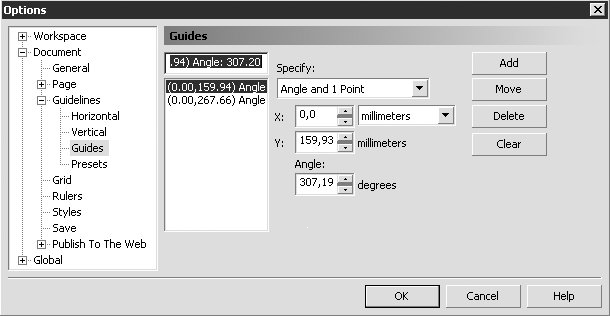 Options
Workspace
Document
General
Page
Guidelines
Horizontal
Vertical
Guides
Presets
Grid
Rulers
Styles
Save
Publish To The Web
Global
Guides
.94) Angle: 307.20
(0.00,159.94) Angle
(0.00,267.66) Angle
Specify:
Angle and 1 Point
X: 0,0 millimeters
Y: 159,93 millimeters
Angle:
307,19 degrees
Add
Move
Delete
Clear
OK Cancel Help